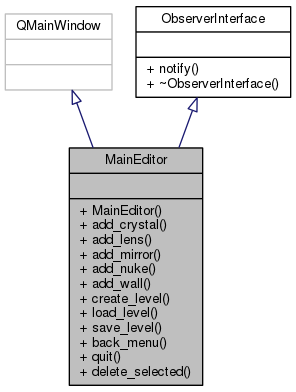 QMainWindow
ObserverInterface
+ notify()
+ ~ObserverInterface()
MainEditor
+ MainEditor()
+ add_crystal()
+ add_lens()
+ add_mirror()
+ add_nuke()
+ add_wall()
+ create_level()
+ load_level()
+ save_level()
+ back_menu()
+ quit()
+ delete_selected()